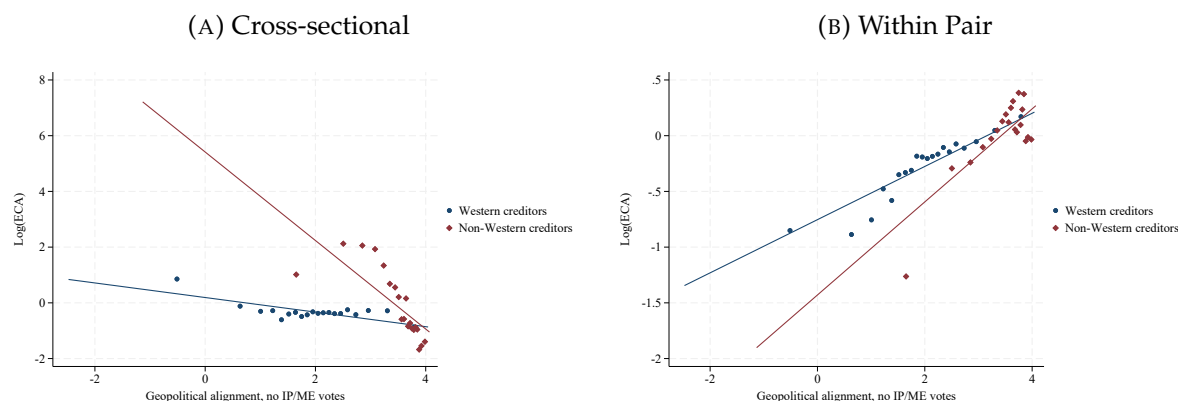 (A) Cross-sectional
8
6
4
2
0
-2
Log(ECA)
-2
0
2
4
Geopolitical alignment, no IP/ME votes
Western creditors
Non-Western creditors
(B) Within Pair
.5
0
-.5
-1
-1.5
-2
Log(ECA)
-2
0
2
4
Geopolitical alignment, no IP/ME votes
Western creditors
Non-Western creditors